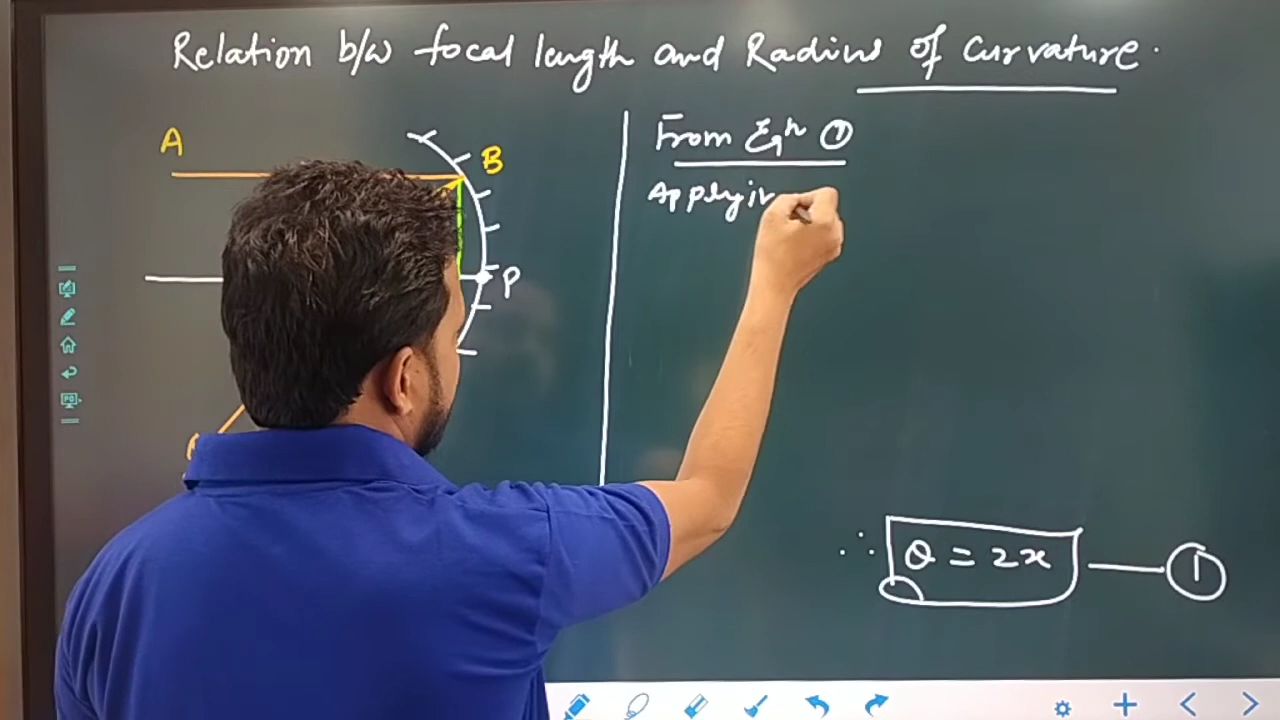 Relation b/w focal length and Radius of Curvature.
A
B
P
From Eqn ①
Applyin
∴ θ = 2x — ①